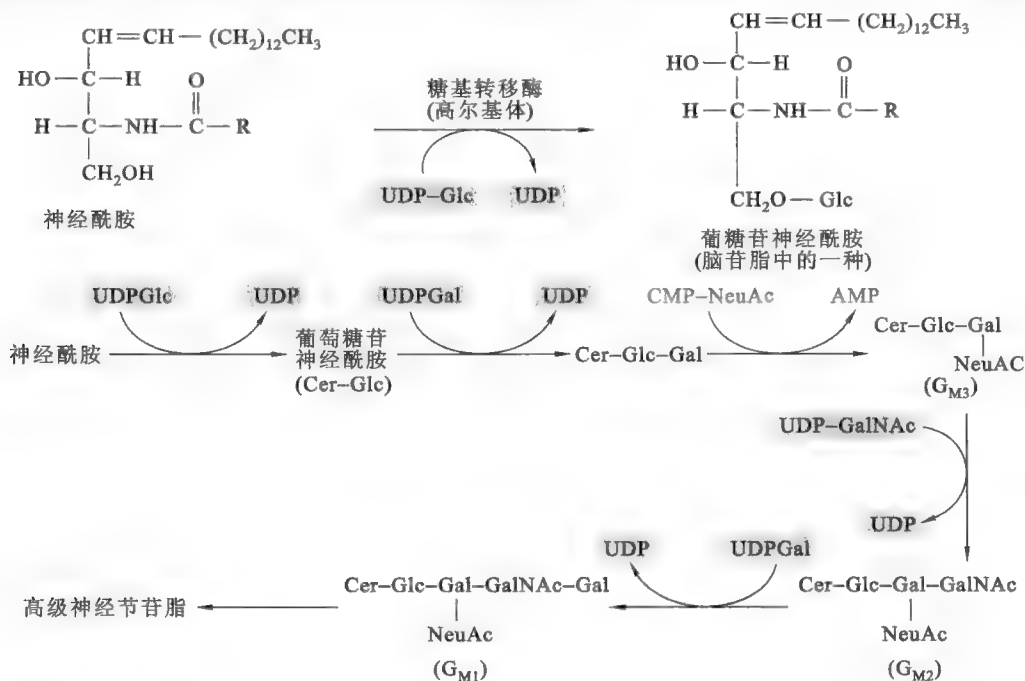 CH=CH—(CH₂)₁₂CH₃
HO—C—H O
H—C—NH—C—R
CH₂OH
神经酰胺
糖基转移酶
(高尔基体)
UDP–Glc UDP
CH=CH—(CH₂)₁₂CH₃
HO—C—H O
H—C—NH—C—R
CH₂O—Glc
葡糖苷神经酰胺
(脑苷脂中的一种)
UDPGlc UDP UDPGal UDP CMP–NeuAc AMP
神经酰胺
葡萄糖苷
神经酰胺
(Cer–Glc)
Cer–Glc–Gal
Cer–Glc–Gal
NeuAC
(G_M3)
UDP–GalNAc
UDP
Cer–Glc–Gal–GalNAc
NeuAc
(G_M2)
UDP UDPGal
Cer–Glc–Gal–GalNAc–Gal
NeuAc
(G_M1)
高级神经节苷脂